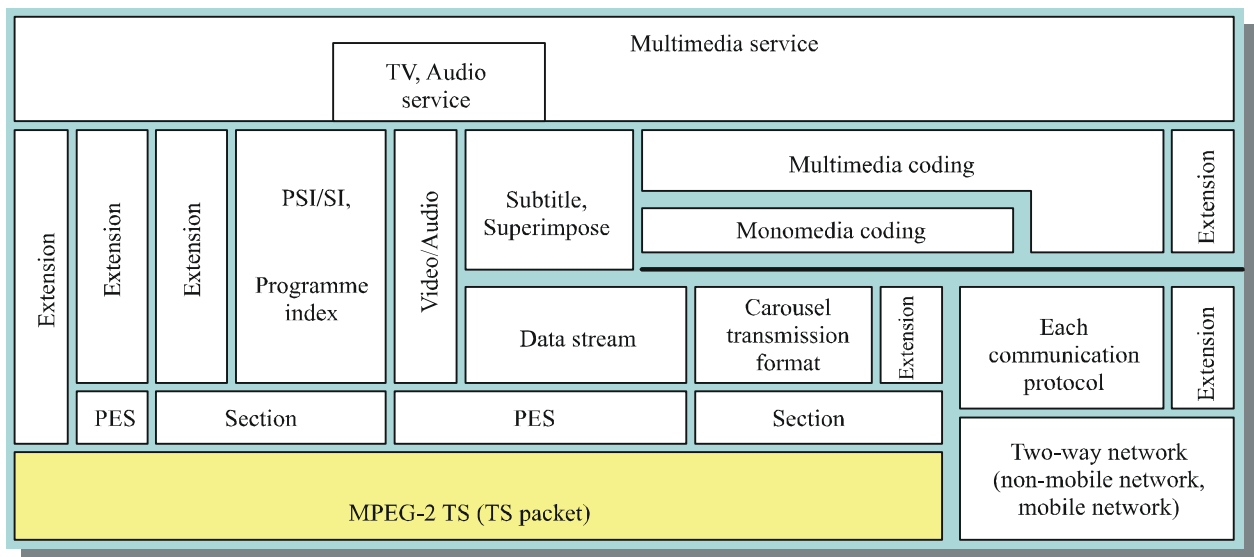 Multimedia service
TV, Audio
service
Extension
Extension
Extension
PSI/SI,
Programme
index
Video/Audio
Subtitle,
Superimpose
Multimedia coding
Monomedia coding
Extension
Data stream
Carousel
transmission
format
Extension
Each
communication
protocol
Extension
PES
Section
PES
Section
Two-way network
(non-mobile network,
mobile network)
MPEG-2 TS (TS packet)